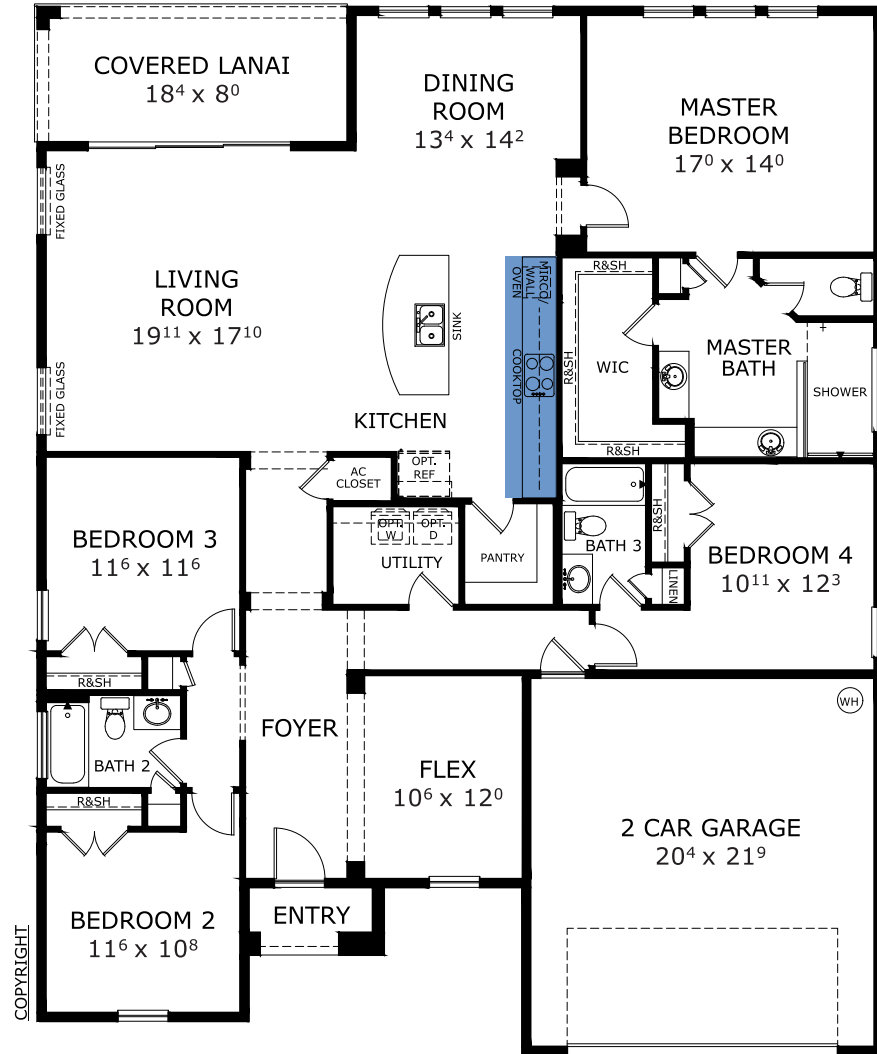 COVERED LANAI
18⁴ x 8⁰
DINING
ROOM
13⁴ x 14²
MASTER
BEDROOM
17⁰ x 14⁰
FIXED GLASS
LIVING
ROOM
19¹¹ x 17¹⁰
FIXED GLASS
SINK
KITCHEN
MIRCO/
WALL
OVEN
COOKTOP
R&SH
R&SH
WIC
R&SH
MASTER
BATH
SHOWER
AC
CLOSET
OPT.
REF
OPT.
W
OPT.
D
UTILITY
PANTRY
BATH 3
R&SH
LINEN
BEDROOM 4
10¹¹ x 12³
BEDROOM 3
11⁶ x 11⁶
R&SH
BATH 2
R&SH
FOYER
FLEX
10⁶ x 12⁰
WH
2 CAR GARAGE
20⁴ x 21⁹
BEDROOM 2
11⁶ x 10⁸
ENTRY
COPYRIGHT